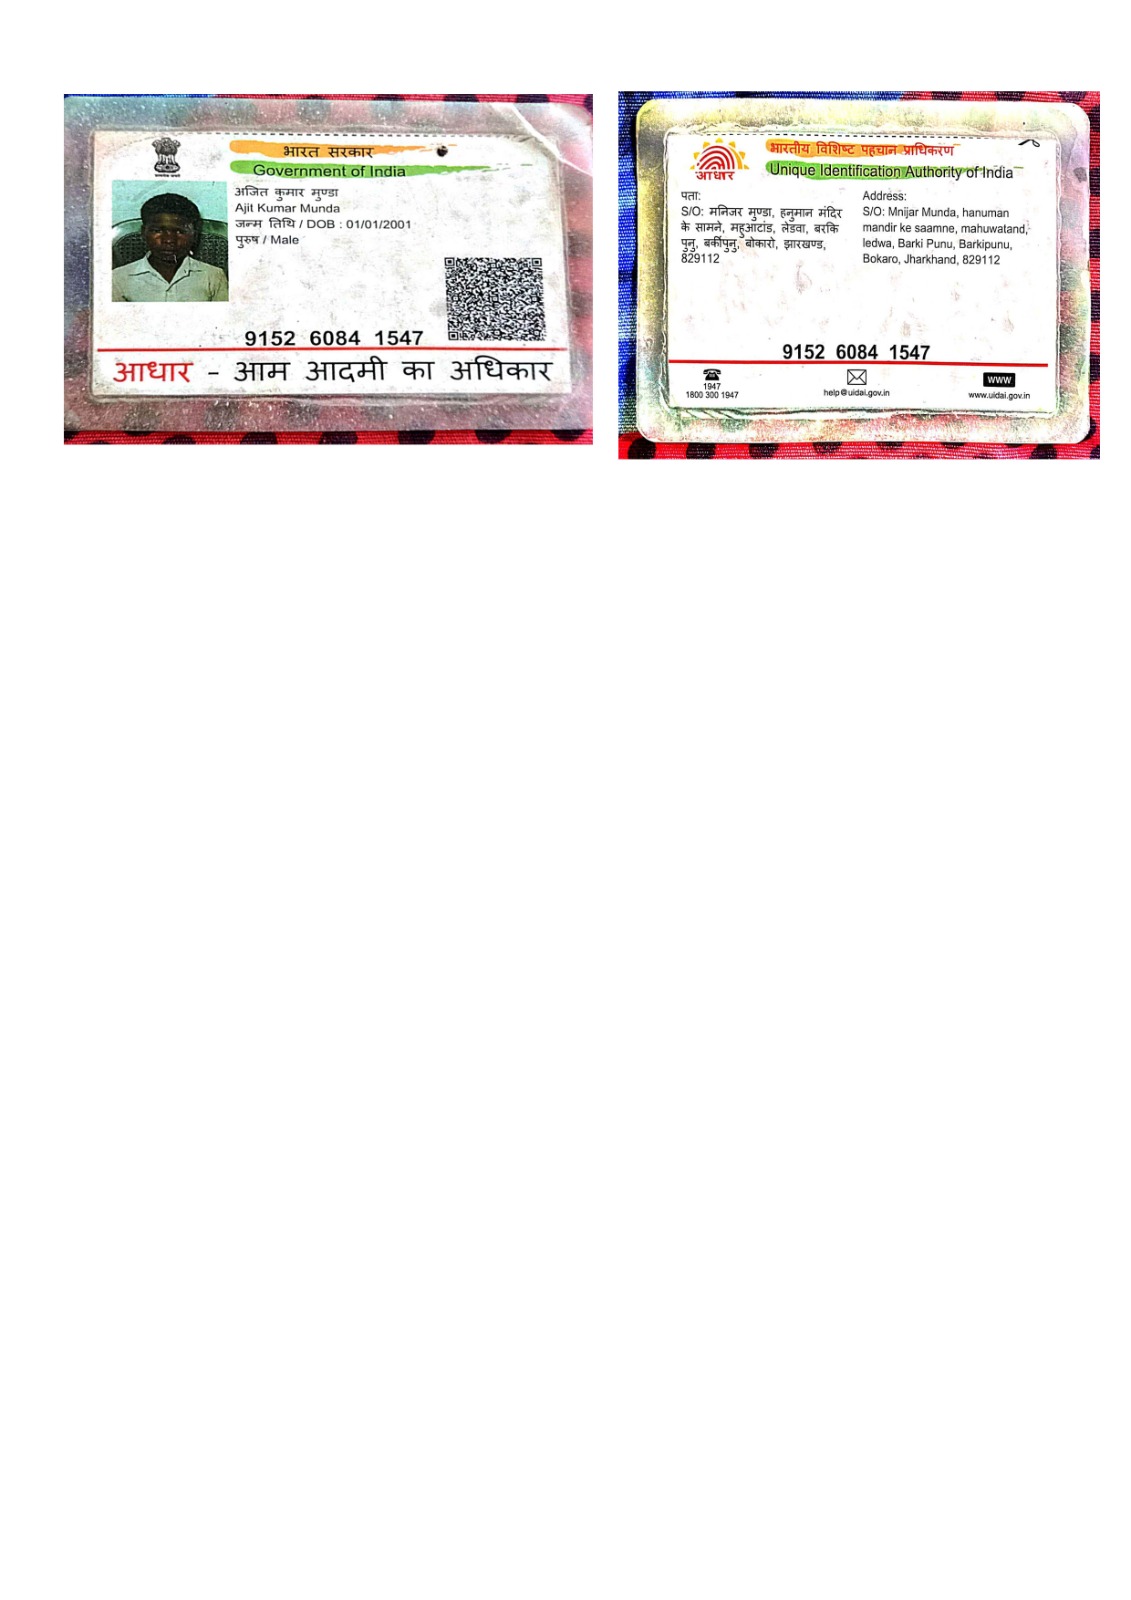 भारत सरकार
Government of India
अजित कुमार मुण्डा
Ajit Kumar Munda
जन्म तिथि / DOB : 01/01/2001
पुरुष / Male
9152 6084 1547
आधार - आम आदमी का अधिकार
भारतीय विशिष्ट पहचान प्राधिकरण
Unique Identification Authority of India
आधार
पता:
S/O: मनिजर मुण्डा, हनुमान मंदिर
के सामने, महुआटांड, लेडवा, बरकि
पुनु, बर्कीपुनु, बोकारो, झारखण्ड,
829112
Address:
S/O: Mnijar Munda, hanuman
mandir ke saamne, mahuwatand,
ledwa, Barki Punu, Barkipunu,
Bokaro, Jharkhand, 829112
9152 6084 1547
1947
1800 300 1947
help@uidai.gov.in
www
www.uidai.gov.in